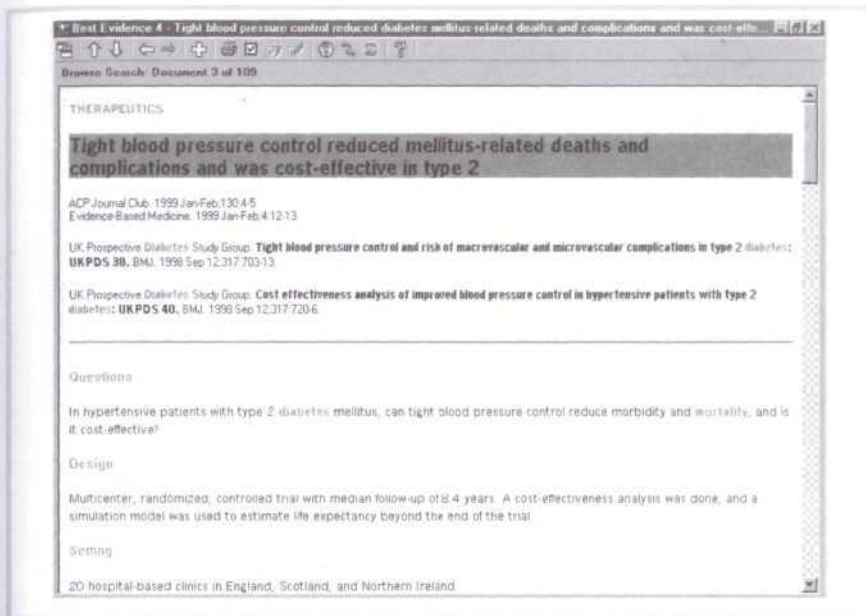 Best Evidence 4 - Tight blood pressure control reduced diabetes mellitus-related deaths and complications and was cost-effe
Browse Search: Document 3 of 109
THERAPEUTICS
Tight blood pressure control reduced mellitus-related deaths and
complications and was cost-effective in type 2
ACP Journal Club. 1999 Jan-Feb;130:4-5
Evidence-Based Medicine. 1999 Jan-Feb;4:12-13
UK Prospective Diabetes Study Group. Tight blood pressure control and risk of macrovascular and microvascular complications in type 2 diabetes:
UKPDS 38. BMJ. 1998 Sep 12;317:703-13.
UK Prospective Diabetes Study Group. Cost effectiveness analysis of improved blood pressure control in hypertensive patients with type 2
diabetes: UKPDS 40. BMJ. 1998 Sep 12;317:720-6.
Questions
In hypertensive patients with type 2 diabetes mellitus, can tight blood pressure control reduce morbidity and mortality, and is
it cost-effective?
Design
Multicenter, randomized, controlled trial with median follow-up of 8.4 years. A cost-effectiveness analysis was done, and a
simulation model was used to estimate life expectancy beyond the end of the trial.
Setting
20 hospital-based clinics in England, Scotland, and Northern Ireland.